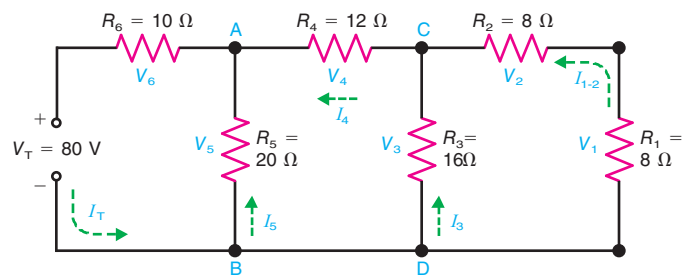 R6 = 10 Ω
A
R4 = 12 Ω
C
R2 = 8 Ω
V6
V4
V2
I1-2
I4
+
VT = 80 V
−
V5
R5 =
20 Ω
V3
R3=
16Ω
V1
R1 =
8 Ω
IT
I5
I3
B
D